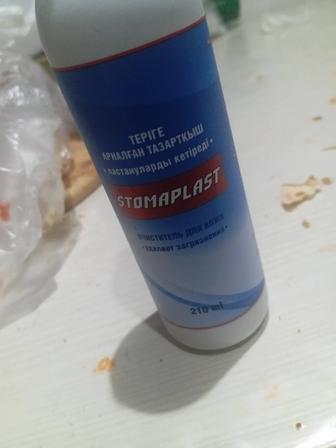 ТЕРІГЕ
АРНАЛҒАН ТАЗАРТҚЫШ
• ластануларды кетіреді •
STOMAPLAST
ОЧИСТИТЕЛЬ ДЛЯ КОЖИ
• удаляет загрязнения •
210 ml